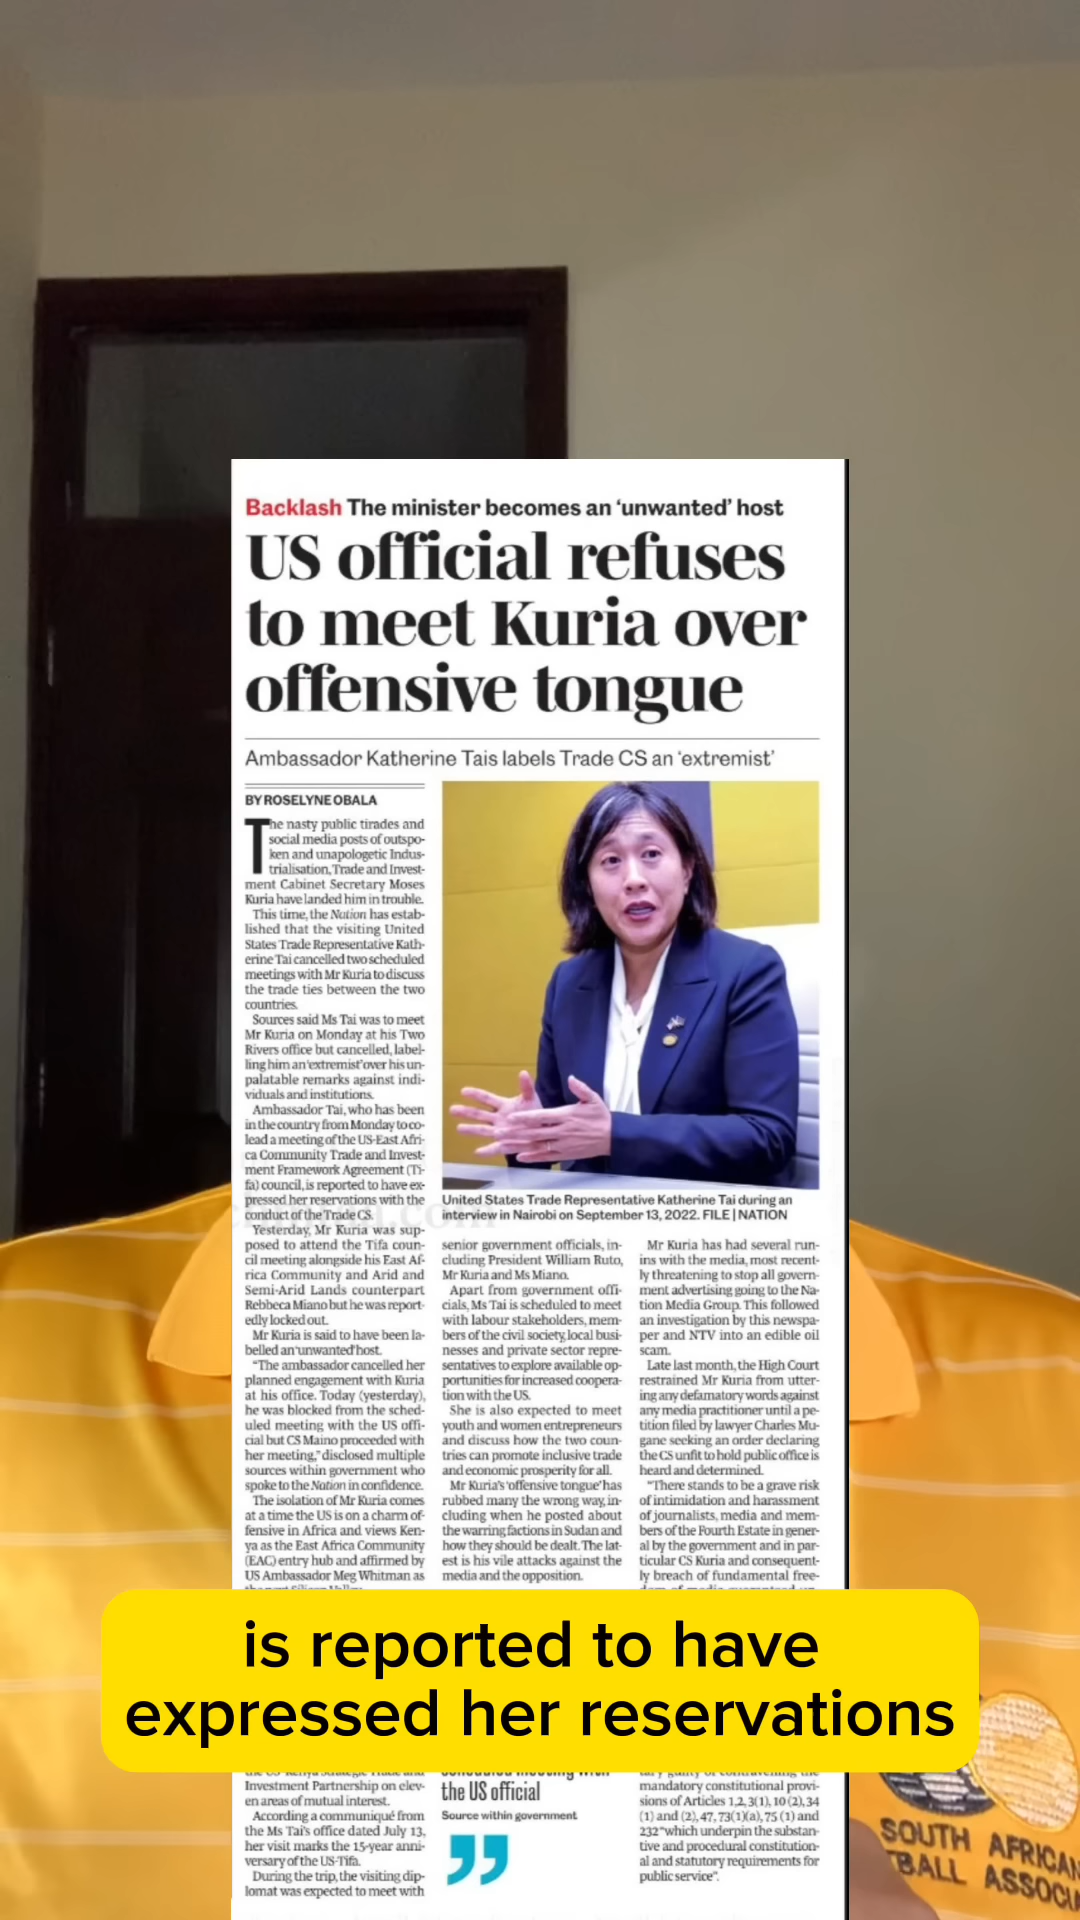 Backlash The minister becomes an ‘unwanted’ host
US official refuses
to meet Kuria over
offensive tongue
Ambassador Katherine Tais labels Trade CS an ‘extremist’
BY ROSELYNE OBALA
The nasty public tirades and
social media posts of outspo-
ken and unapologetic Indus-
trialisation, Trade and Invest-
ment Cabinet Secretary Moses
Kuria have landed him in trouble.
This time, the Nation has estab-
lished that the visiting United
States Trade Representative Kath-
erine Tai cancelled two scheduled
meetings with Mr Kuria to discuss
the trade ties between the two
countries.
Sources said Ms Tai was to meet
Mr Kuria on Monday at his Two
Rivers office but cancelled, label-
ling him an ‘extremist’ over his un-
palatable remarks against indi-
viduals and institutions.
Ambassador Tai, who has been
in the country from Monday to co-
lead a meeting of the US-East Afri-
ca Community Trade and Invest-
ment Framework Agreement (Ti-
fa) council, is reported to have ex-
pressed her reservations with the
conduct of the Trade CS.
Yesterday, Mr Kuria was sup-
posed to attend the Tifa coun-
cil meeting alongside his East Af-
rica Community and Arid and
Semi-Arid Lands counterpart
Rebbeca Miano but he was report-
edly locked out.
Mr Kuria is said to have been la-
belled an ‘unwanted’ host.
“The ambassador cancelled her
planned engagement with Kuria
at his office. Today (yesterday),
he was blocked from the sched-
uled meeting with the US offi-
cial but CS Maino proceeded with
her meeting,” disclosed multiple
sources within government who
spoke to the Nation in confidence.
The isolation of Mr Kuria comes
at a time the US is on a charm of-
fensive in Africa and views Ken-
ya as the East Africa Community
(EAC) entry hub and affirmed by
US Ambassador Meg Whitman as
Investment Partnership on elev-
en areas of mutual interest.
According a communiqué from
the Ms Tai’s office dated July 13,
her visit marks the 15-year anni-
versary of the US-Tifa.
During the trip, the visiting dip-
lomat was expected to meet with
United States Trade Representative Katherine Tai during an
interview in Nairobi on September 13, 2022. FILE | NATION
senior government officials, in-
cluding President William Ruto,
Mr Kuria and Ms Miano.
Apart from government offi-
cials, Ms Tai is scheduled to meet
with labour stakeholders, mem-
bers of the civil society, local busi-
nesses and private sector repre-
sentatives to explore available op-
portunities for increased coopera-
tion with the US.
She is also expected to meet
youth and women entrepreneurs
and discuss how the two coun-
tries can promote inclusive trade
and economic prosperity for all.
Mr Kuria’s ‘offensive tongue’ has
rubbed many the wrong way, in-
cluding when he posted about
the warring factions in Sudan and
how they should be dealt. The lat-
est is his vile attacks against the
media and the opposition.
scheduled meeting with
the US official
Source within government
Mr Kuria has had several run-
ins with the media, most recent-
ly threatening to stop all govern-
ment advertising going to the Na-
tion Media Group. This followed
an investigation by this newspa-
per and NTV into an edible oil
scam.
Late last month, the High Court
restrained Mr Kuria from utter-
ing any defamatory words against
any media practitioner until a pe-
tition filed by lawyer Charles Mu-
gane seeking an order declaring
the CS unfit to hold public office is
heard and determined.
“There stands to be a grave risk
of intimidation and harassment
of journalists, media and mem-
bers of the Fourth Estate in gener-
al by the government and in par-
ticular CS Kuria and consequent-
ly breach of fundamental free-
mandatory constitutional provi-
sions of Articles 1,2,3(1), 10 (2), 34
(1) and (2), 47, 73(1)(a), 75 (1) and
232 “which underpin the substan-
tive and procedural constitution-
al and statutory requirements for
public service”.
is reported to have
expressed her reservations
SOUTH AFRICAN